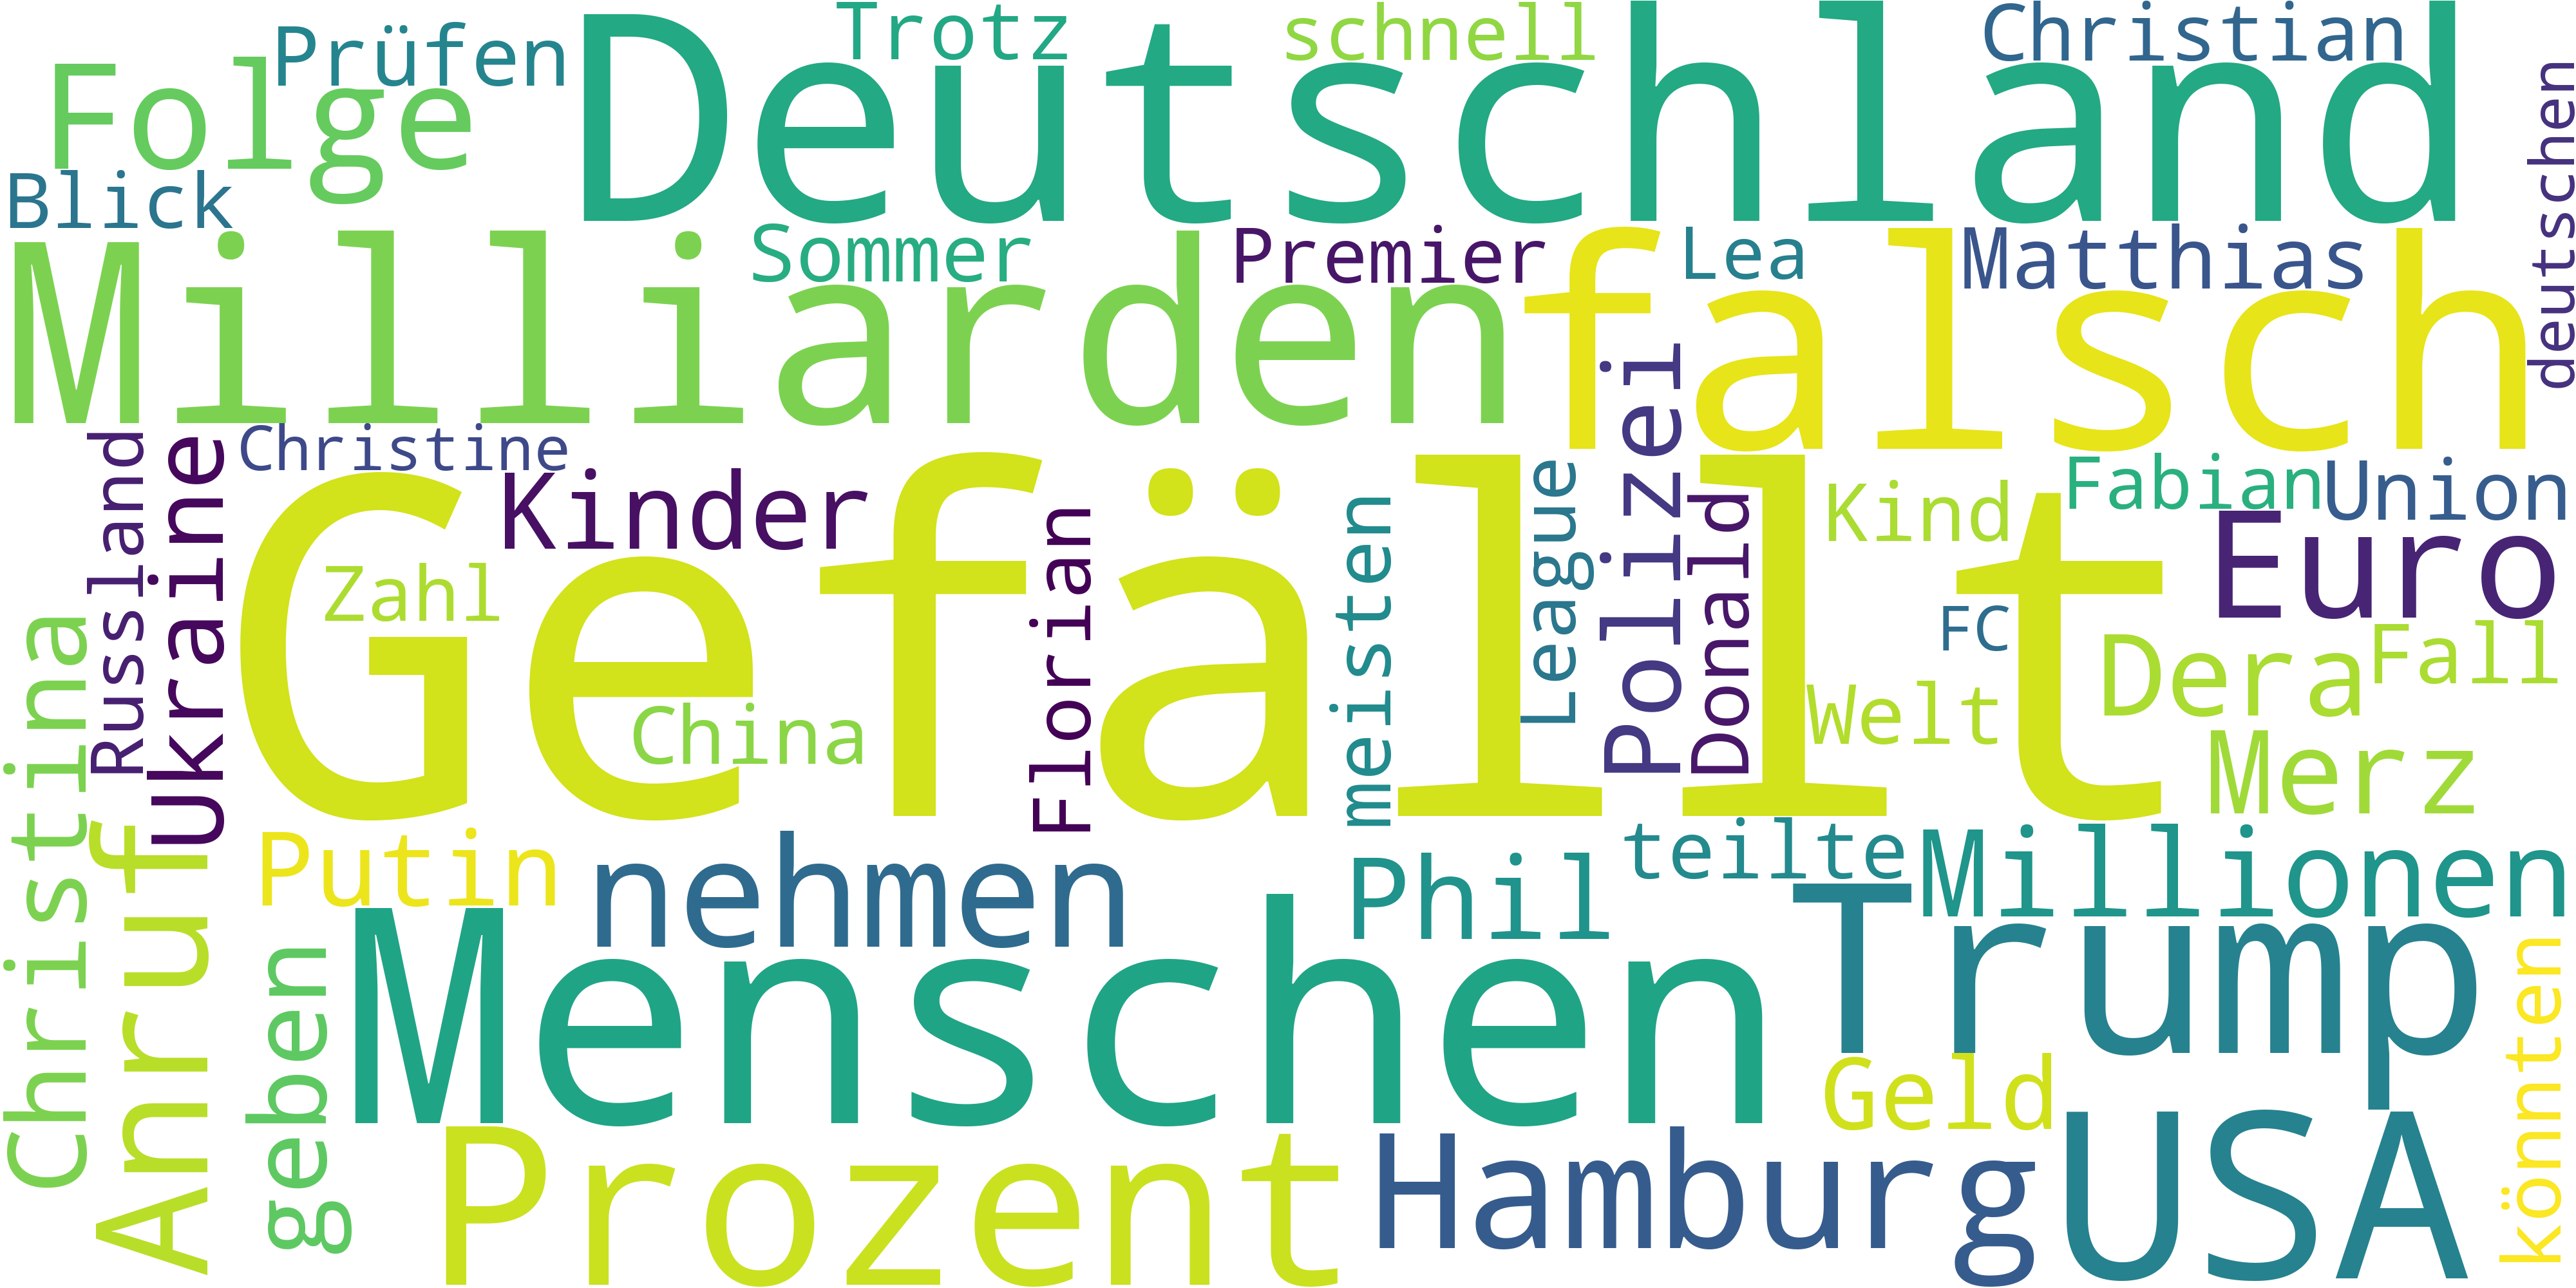 Trotz
schnell
Christian
Prüfen
Deutschland
Folge
deutschen
Blick
Milliarden
Sommer
Premier
Lea
Matthias
falsch
Christine
Russland
Ukraine
Kinder
Gefällt
Zahl
China
Florian
meisten
League
Polizei
Donald
Kind
Fabian
Union
Euro
FC
Welt
Dera
Fall
Merz
Christina
Anruf
Putin
nehmen
Phil
teilte
Millionen
geben
Menschen
Trump
Geld
könnten
Prozent
Hamburg
USA